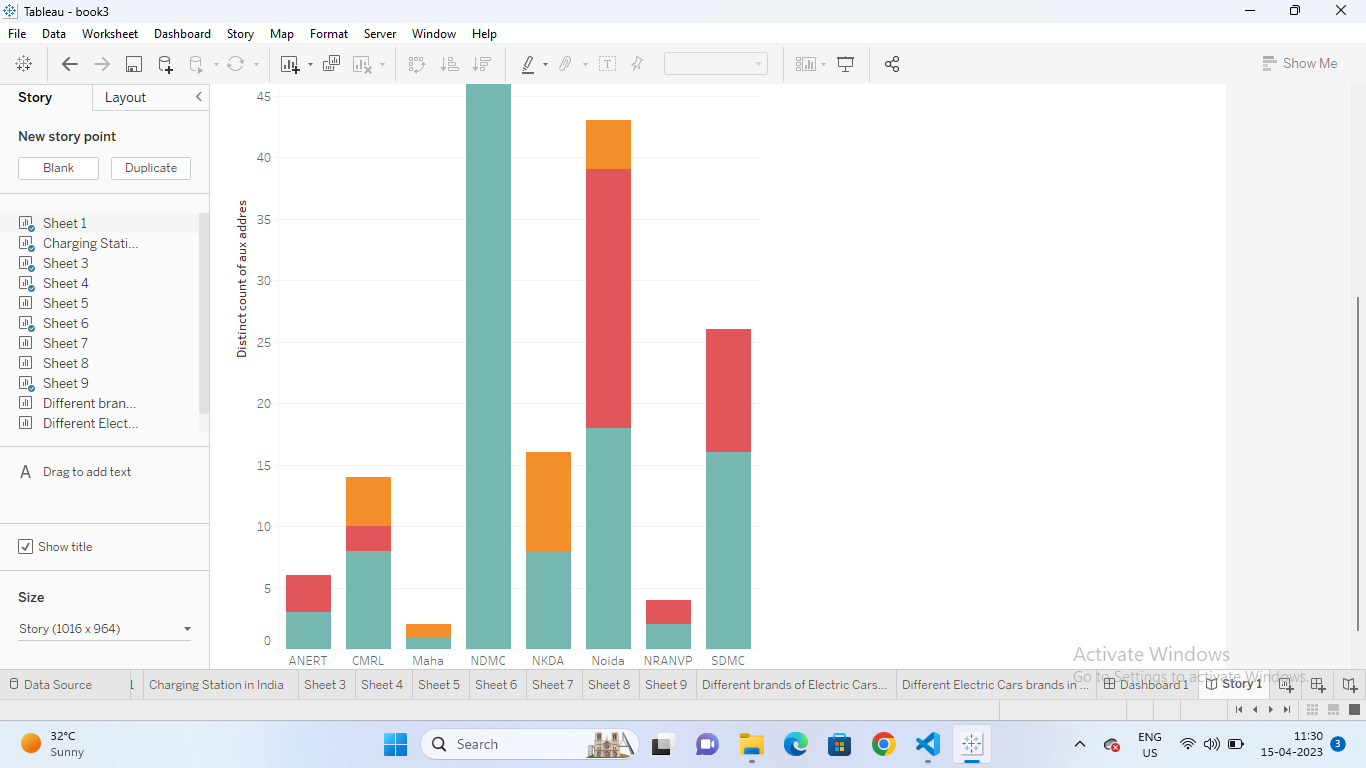 Tableau - book3
File Data Worksheet Dashboard Story Map Format Server Window Help
Show Me
Story Layout
New story point
Blank Duplicate
Sheet 1
Charging Stati...
Sheet 3
Sheet 4
Sheet 5
Sheet 6
Sheet 7
Sheet 8
Sheet 9
Different bran...
Different Elect...
A Drag to add text
Show title
Size
Story (1016 x 964)
Distinct count of aux addres
45
40
35
30
25
20
15
10
5
0
ANERT CMRL Maha NDMC NKDA Noida NRANVP SDMC
Activate Windows
Go to Settings to activate Windows.
Data Source 1 Charging Station in India Sheet 3 Sheet 4 Sheet 5 Sheet 6 Sheet 7 Sheet 8 Sheet 9 Different brands of Electric Cars... Different Electric Cars brands in ... Dashboard 1 Story 1
32°C
Sunny
Search
ENG
US
11:30
15-04-2023
3